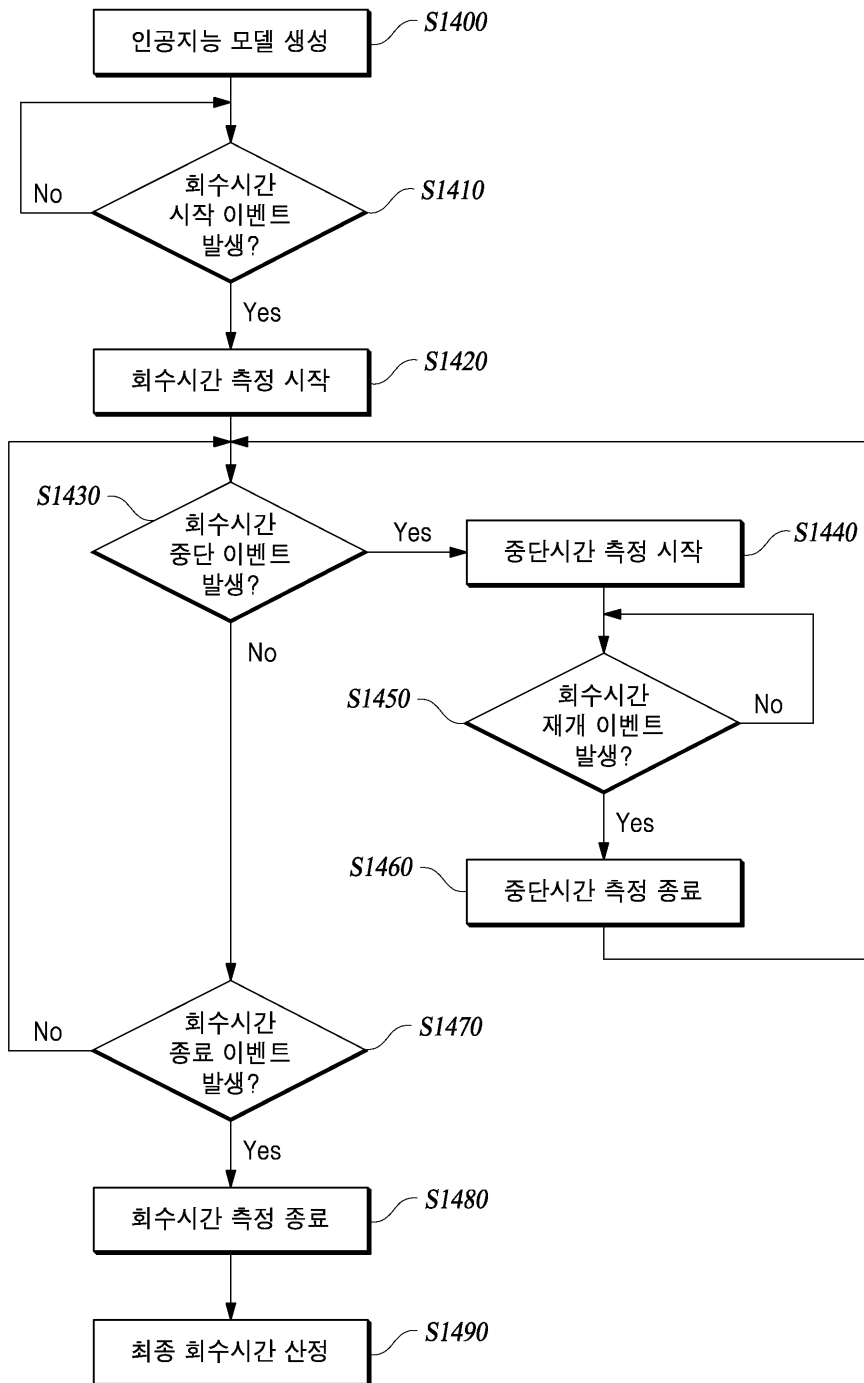 인공지능 모델 생성
S1400
회수시간
시작 이벤트
발생?
S1410
No
Yes
회수시간 측정 시작
S1420
S1430
회수시간
중단 이벤트
발생?
Yes
No
중단시간 측정 시작
S1440
S1450
회수시간
재개 이벤트
발생?
No
Yes
S1460
중단시간 측정 종료
회수시간
종료 이벤트
발생?
S1470
No
Yes
회수시간 측정 종료
S1480
최종 회수시간 산정
S1490